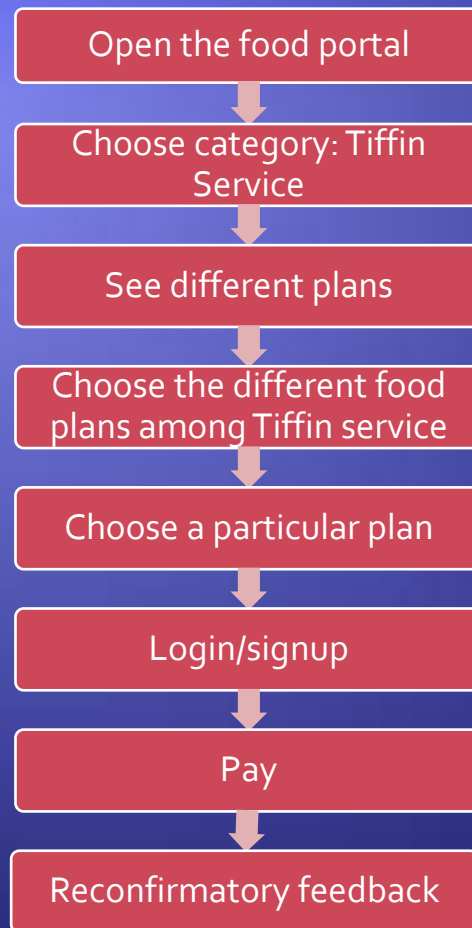 Open the food portal
Choose category: Tiffin
Service
See different plans
Choose the different food
plans among Tiffin service
Choose a particular plan
Login/signup
Pay
Reconfirmatory feedback